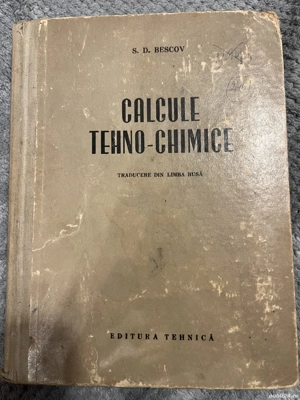 S. D. BESCOV
CALCULE
TEHNO-CHIMICE
TRADUCERE DIN LIMBA RUSĂ
EDITURA TEHNICĂ